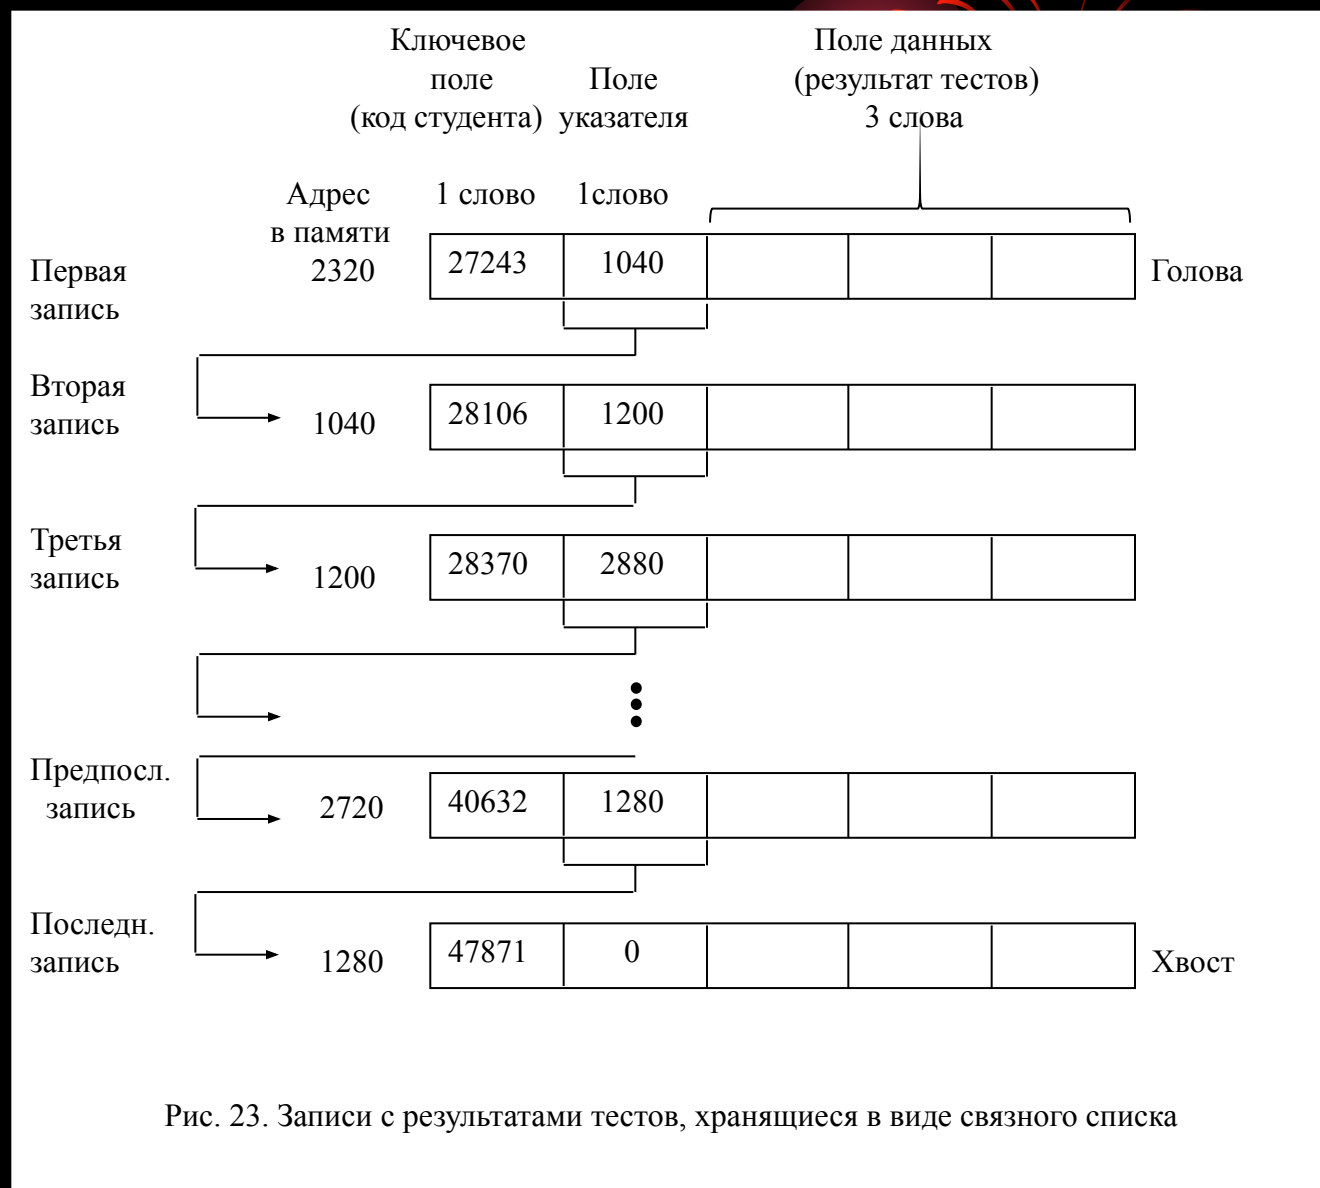 Ключевое
поле
(код студента)
Поле
указателя
Поле данных
(результат тестов)
3 слова
Адрес
в памяти
1 слово
1слово
Первая
запись
2320
27243
1040
Голова
Вторая
запись
1040
28106
1200
Третья
запись
1200
28370
2880
Предпосл.
запись
2720
40632
1280
Последн.
запись
1280
47871
0
Хвост
Рис. 23. Записи с результатами тестов, хранящиеся в виде связного списка